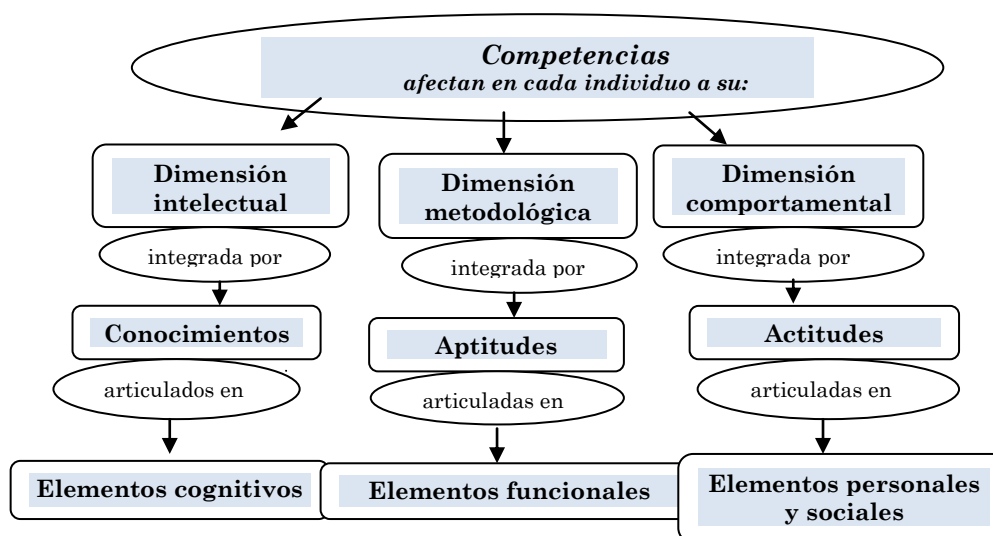 Competencias
afectan en cada individuo a su:
Dimensión
intelectual
Dimensión
metodológica
Dimensión
comportamental
integrada por
integrada por
integrada por
Conocimientos
Aptitudes
Actitudes
articulados en
articuladas en
articuladas en
Elementos cognitivos
Elementos funcionales
Elementos personales
y sociales